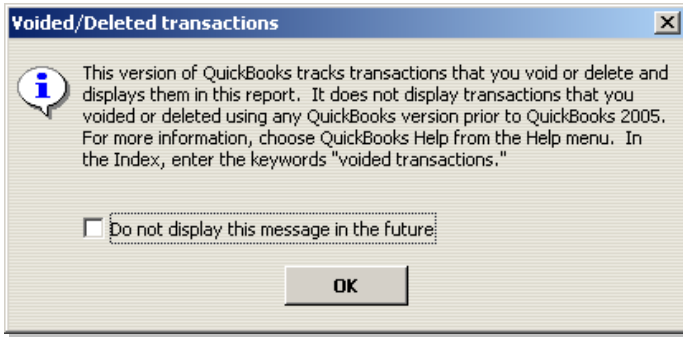 Voided/Deleted transactions
This version of QuickBooks tracks transactions that you void or delete and
displays them in this report. It does not display transactions that you
voided or deleted using any QuickBooks version prior to QuickBooks 2005.
For more information, choose QuickBooks Help from the Help menu. In
the Index, enter the keywords "voided transactions."
Do not display this message in the future
OK